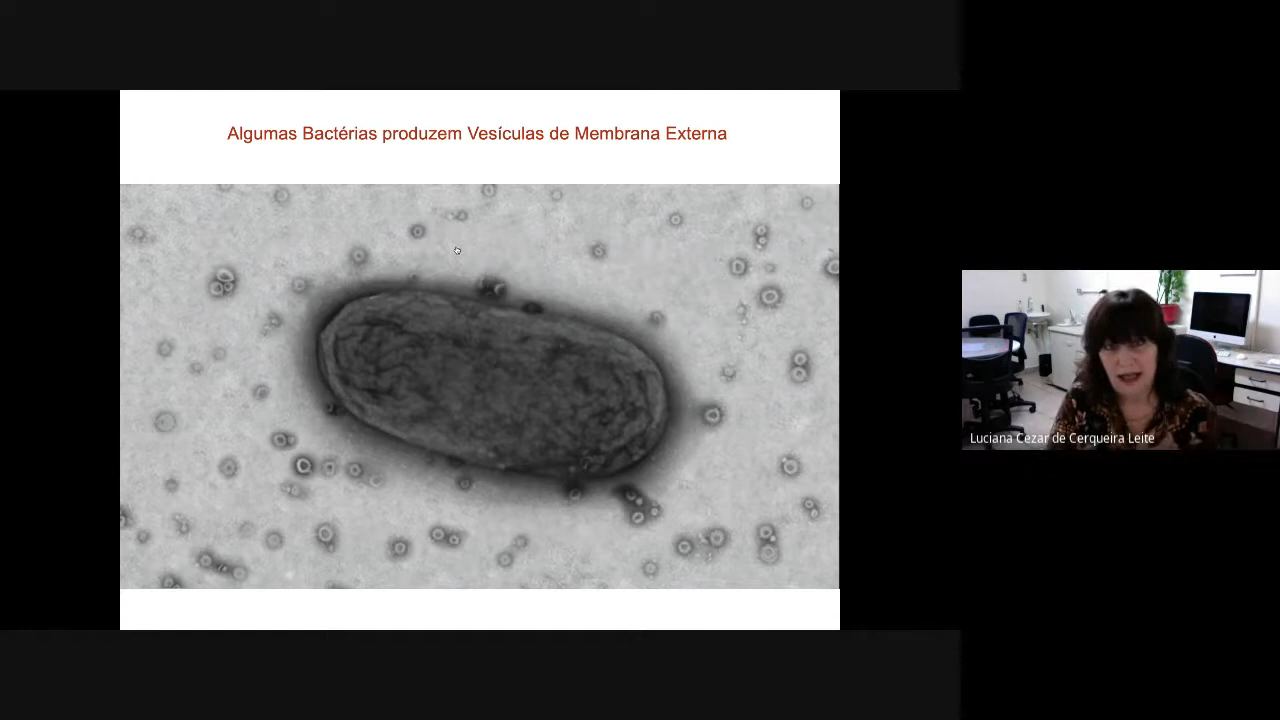 Algumas Bactérias produzem Vesículas de Membrana Externa
Luciana Cezar de Cerqueira Leite